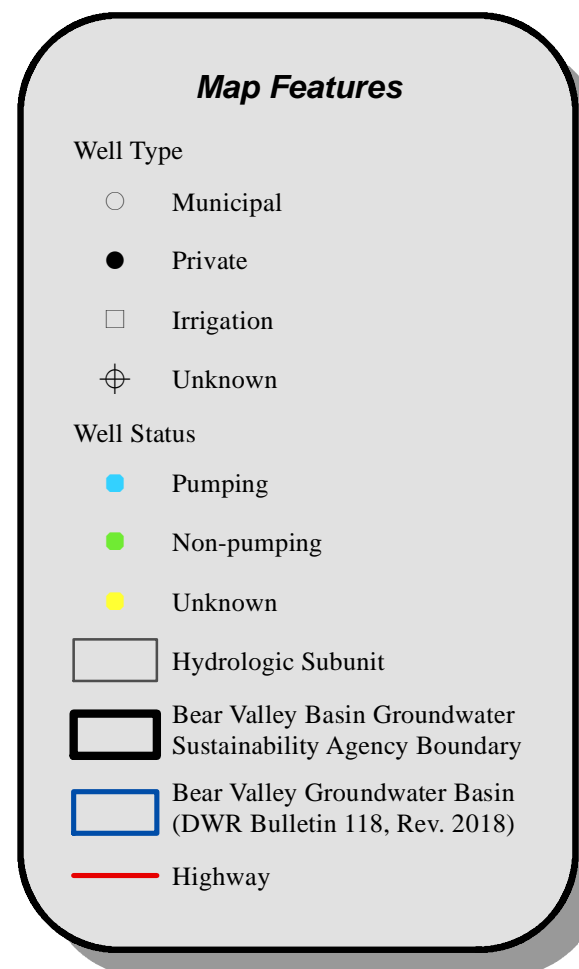 Map Features
Well Type
Municipal
Private
Irrigation
Unknown
Well Status
Pumping
Non-pumping
Unknown
Hydrologic Subunit
Bear Valley Basin Groundwater
Sustainability Agency Boundary
Bear Valley Groundwater Basin
(DWR Bulletin 118, Rev. 2018)
Highway